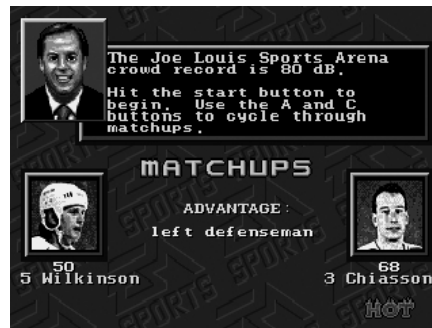 The Joe Louis Sports Arena
crowd record is 80 dB.
Hit the start button to
begin. Use the A and C
buttons to cycle through
matchups.
MATCHUPS
ADVANTAGE:
left defenseman
50
5 Wilkinson
68
3 Chiasson
HOT